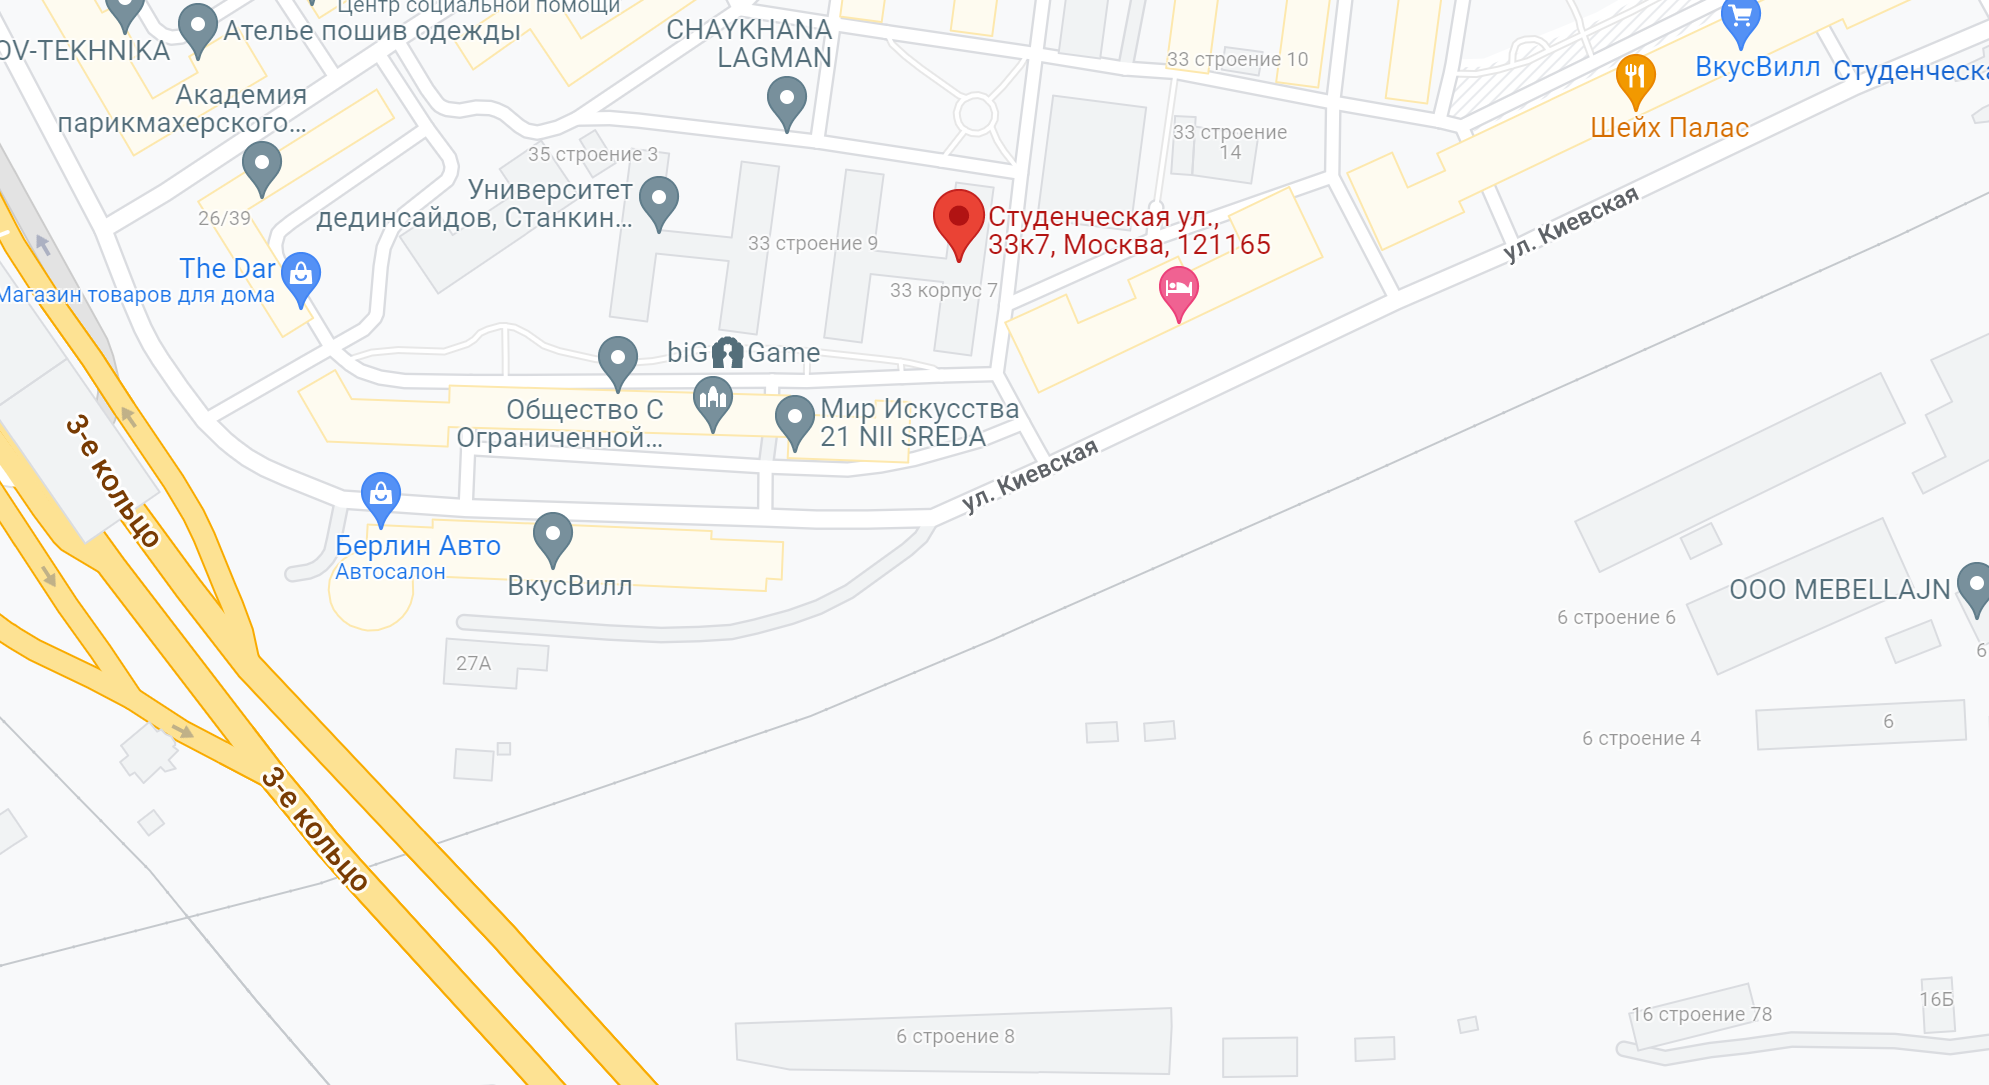 Центр социальной помощи
Ателье пошив одежды
OV-TEKHNIKA
CHAYKHANA
LAGMAN
33 строение 10
ВкусВилл
Студенческа
Шейх Палас
Академия
парикмахерского...
35 строение 3
33 строение
14
Университет
дединсайдов, Станкин...
26/39
33 строение 9
Студенческая ул.,
33к7, Москва, 121165
ул. Киевская
The Dar
Магазин товаров для дома
33 корпус 7
biG Game
Общество С
Ограниченной...
Мир Искусства
21 NII SREDA
3-е кольцо
ул. Киевская
Берлин Авто
Автосалон
ВкусВилл
ООО MEBELLAJN
6 строение 6
6
27А
6 строение 4
6
3-е кольцо
6 строение 8
16 строение 78
16Б